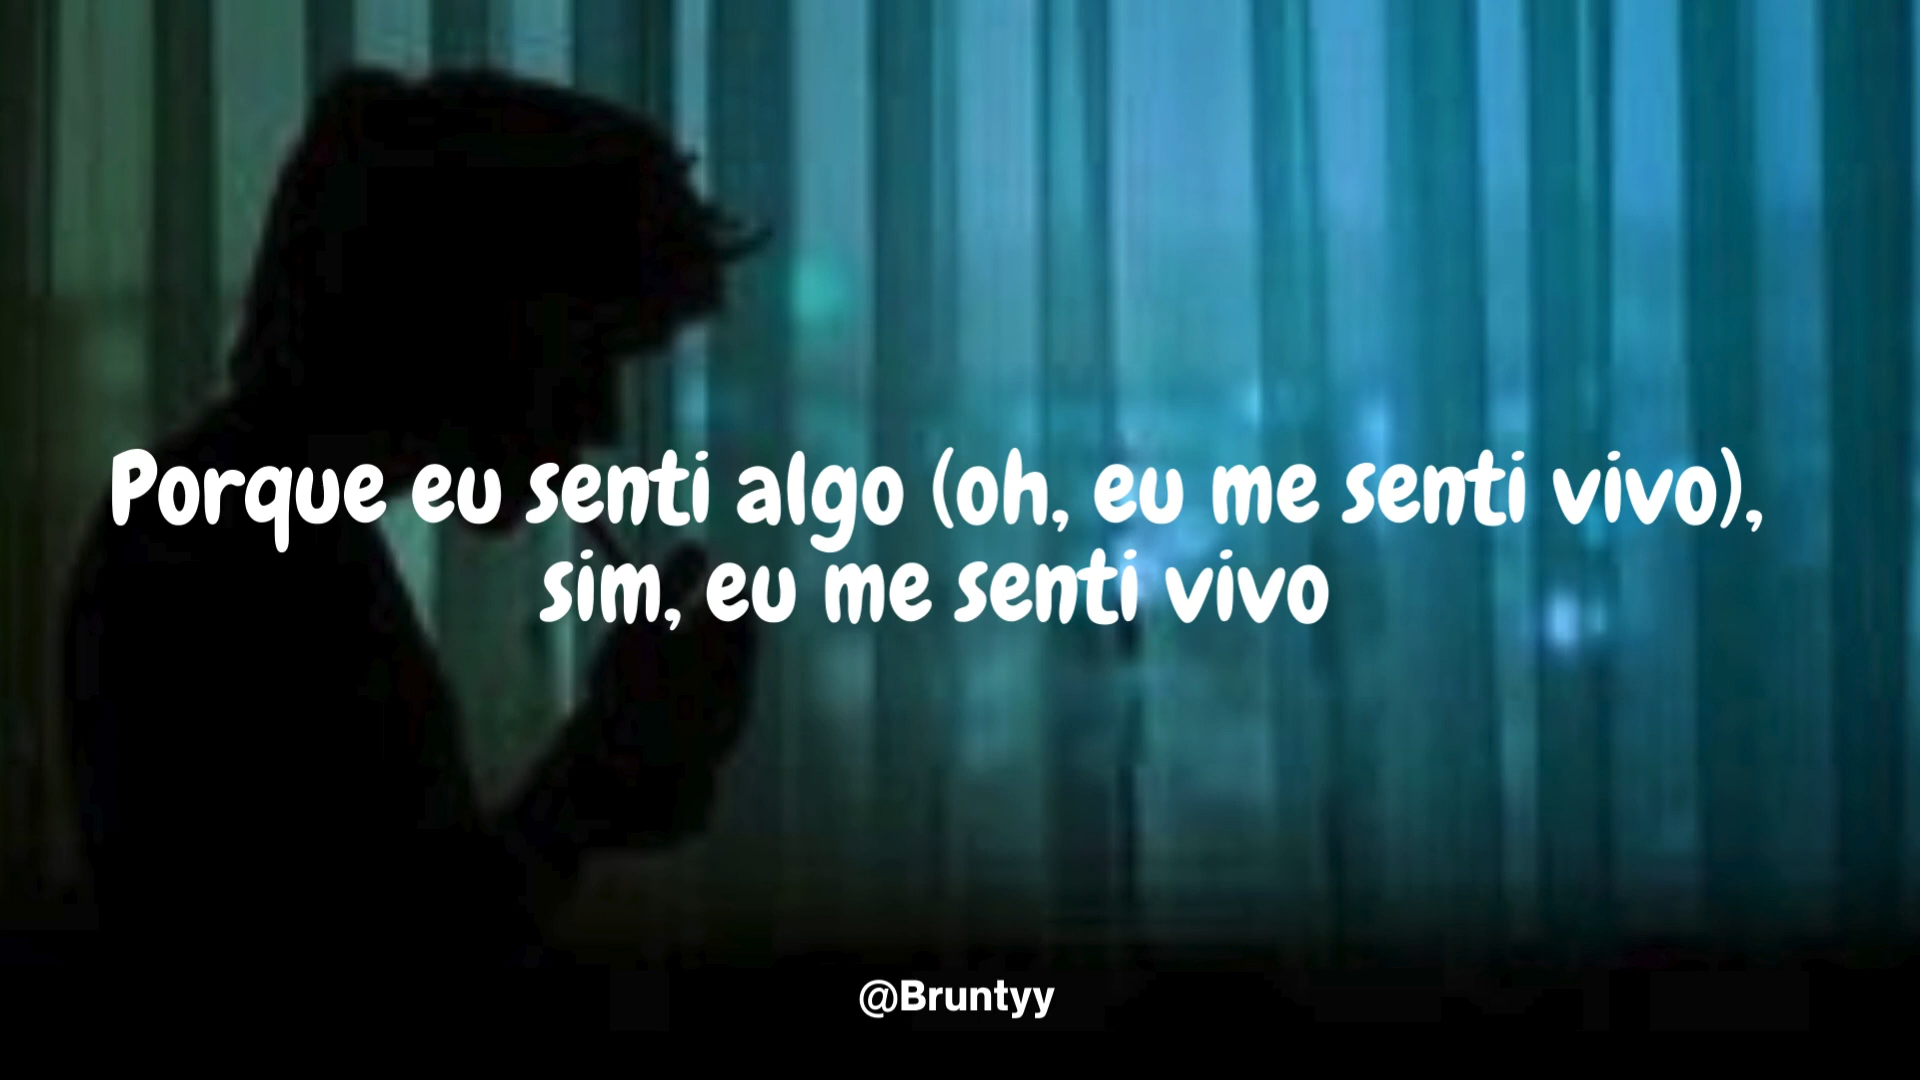 Porque eu senti algo (oh, eu me senti vivo),
sim, eu me senti vivo
@Bruntyy